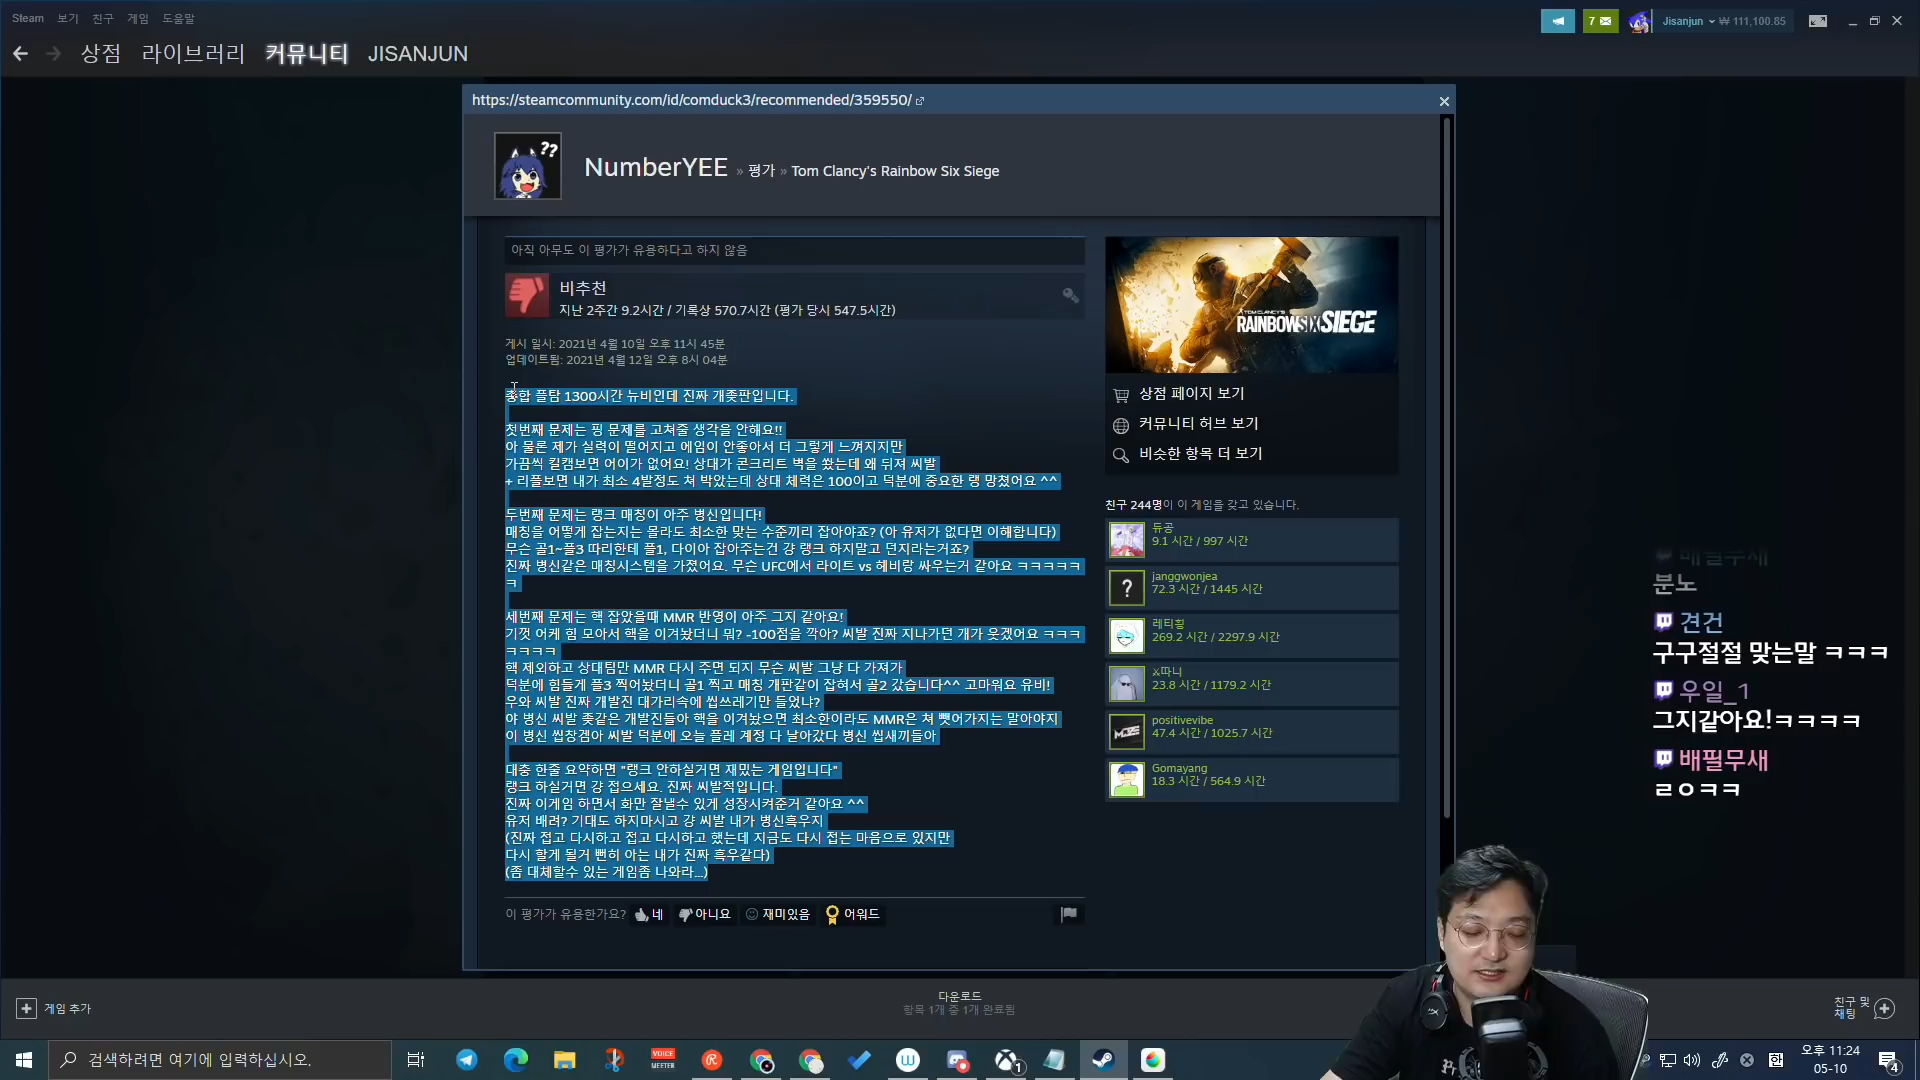 Steam 보기 친구 게임 도움말
7
Jisanjun
₩ 111,100.85
상점 라이브러리 커뮤니티 JISANJUN
https://steamcommunity.com/id/comduck3/recommended/359550/
??
NumberYEE » 평가 » Tom Clancy's Rainbow Six Siege
아직 아무도 이 평가가 유용하다고 하지 않음
비추천
지난 2주간 9.2시간 / 기록상 570.7시간 (평가 당시 547.5시간)
게시 일시: 2021년 4월 10일 오후 11시 45분
업데이트됨: 2021년 4월 12일 오후 8시 04분
종합 플탐 1300시간 뉴비인데 진짜 개좆판입니다.
첫번째 문제는 핑 문제를 고쳐줄 생각을 안해요!!
아 물론 제가 실력이 떨어지고 에임이 안좋아서 더 그렇게 느껴지지만
가끔씩 킬캠보면 어이가 없어요! 상대가 콘크리트 벽을 쐈는데 왜 뒤져 씨발
+ 리플보면 내가 최소 4발정도 쳐 박았는데 상대 체력은 100이고 덕분에 중요한 랭 망쳤어요 ^^
두번째 문제는 랭크 매칭이 아주 병신입니다!
매칭을 어떻게 잡는지는 몰라도 최소한 맞는 수준끼리 잡아야죠? (아 유저가 없다면 이해합니다)
무슨 골1~플3 따리한테 플1, 다이아 잡아주는건 걍 랭크 하지말고 던지라는거죠?
진짜 병신같은 매칭시스템을 가졌어요. 무슨 UFC에서 라이트 vs 헤비랑 싸우는거 같아요 ㅋㅋㅋㅋㅋ
ㅋ
세번째 문제는 핵 잡았을때 MMR 반영이 아주 그지 같아요!
기껏 어케 힘 모아서 핵을 이겨놨더니 뭐? -100점을 깍아? 씨발 진짜 지나가던 개가 웃겠어요 ㅋㅋㅋ
ㅋㅋㅋㅋ
핵 제외하고 상대팀만 MMR 다시 주면 되지 무슨 씨발 그냥 다 가져가
덕분에 힘들게 플3 찍어놨더니 골1 찍고 매칭 개판같이 잡혀서 골2 갔습니다^^ 고마워요 유비!
우와 씨발 진짜 개발진 대가리속에 씹쓰레기만 들었나?
야 병신 씨발 좆같은 개발진들아 핵을 이겨놨으면 최소한이라도 MMR은 쳐 뺏어가지는 말아야지
이 병신 씹창겜아 씨발 덕분에 오늘 플레 계정 다 날아갔다 병신 씹새끼들아
대충 한줄 요약하면 "랭크 안하실거면 재밌는 게임입니다"
랭크 하실거면 걍 접으세요. 진짜 씨발적입니다.
진짜 이게임 하면서 화만 잘낼수 있게 성장시켜준거 같아요 ^^
유저 배려? 기대도 하지마시고 걍 씨발 내가 병신흑우지
(진짜 접고 다시하고 접고 다시하고 했는데 지금도 다시 접는 마음으로 있지만
다시 할게 될거 뻔히 아는 내가 진짜 흑우같다)
(좀 대체할수 있는 게임좀 나와라...)
이 평가가 유용한가요? 네 아니요 재미있음 어워드
TOM CLANCY'S
RAINBOW SIX SIEGE
상점 페이지 보기
커뮤니티 허브 보기
비슷한 항목 더 보기
친구 244명이 이 게임을 갖고 있습니다.
듀공
9.1 시간 / 997 시간
?
janggwonjea
72.3 시간 / 1445 시간
레티횡
269.2 시간 / 2297.9 시간
X따니
23.8 시간 / 1179.2 시간
positivevibe
47.4 시간 / 1025.7 시간
Gomayang
18.3 시간 / 564.9 시간
배필무새
분노
견건
구구절절 맞는말 ㅋㅋㅋ
우일_1
그지같아요!ㅋㅋㅋㅋ
배필무새
ㄹㅇㅋㅋ
게임 추가
다운로드
항목 1개 중 1개 완료됨
친구 및
채팅
검색하려면 여기에 입력하십시오.
VOICE
MEETER
1
한
오후 11:24
05-10
4